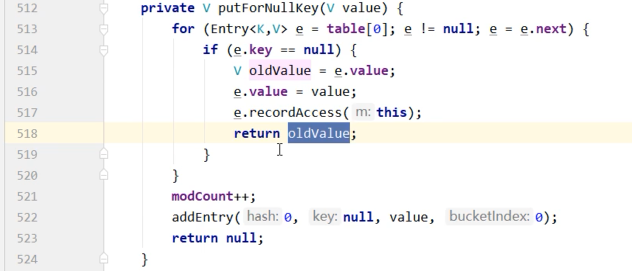 512 private V putForNullKey(V value) {
513 for (Entry<K,V> e = table[0]; e != null; e = e.next) {
514 if (e.key == null) {
515 V oldValue = e.value;
516 e.value = value;
517 e.recordAccess( m: this);
518 return oldValue;
519 }
520 }
521 modCount++;
522 addEntry( hash: 0, key: null, value, bucketIndex: 0);
523 return null;
524 }